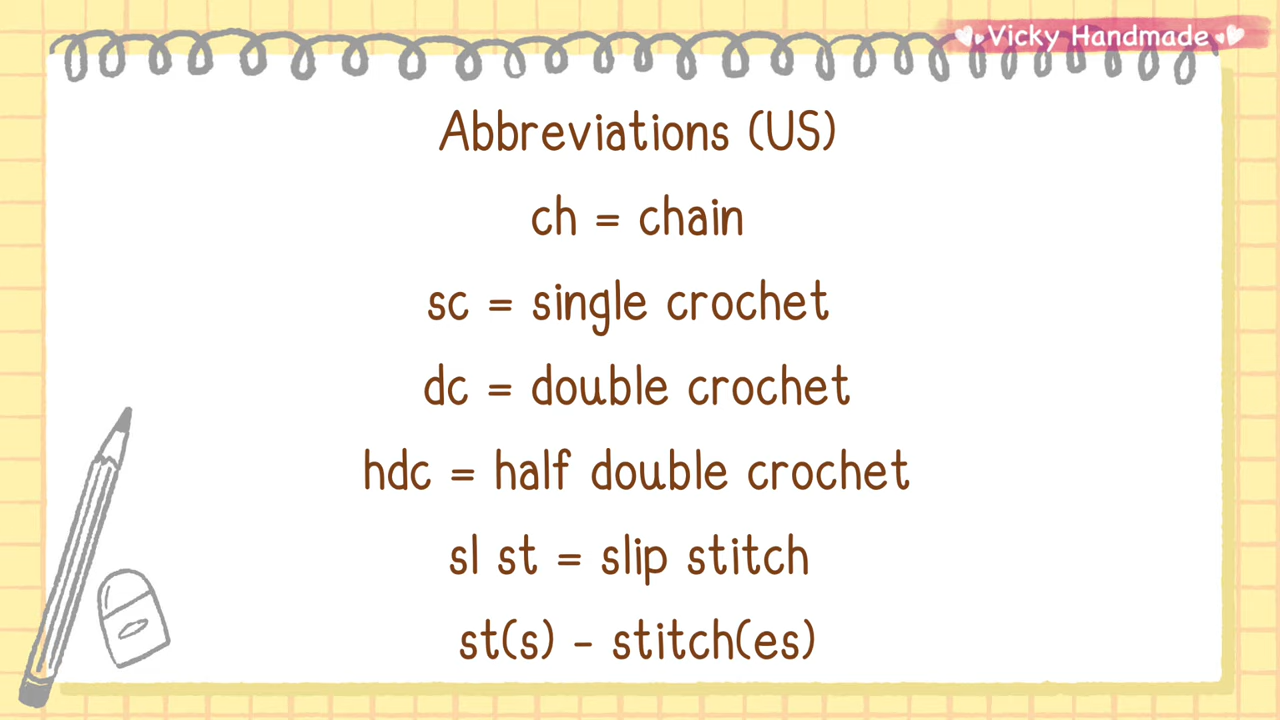 Vicky Handmade
Abbreviations (US)
ch = chain
sc = single crochet
dc = double crochet
hdc = half double crochet
sl st = slip stitch
st(s) - stitch(es)